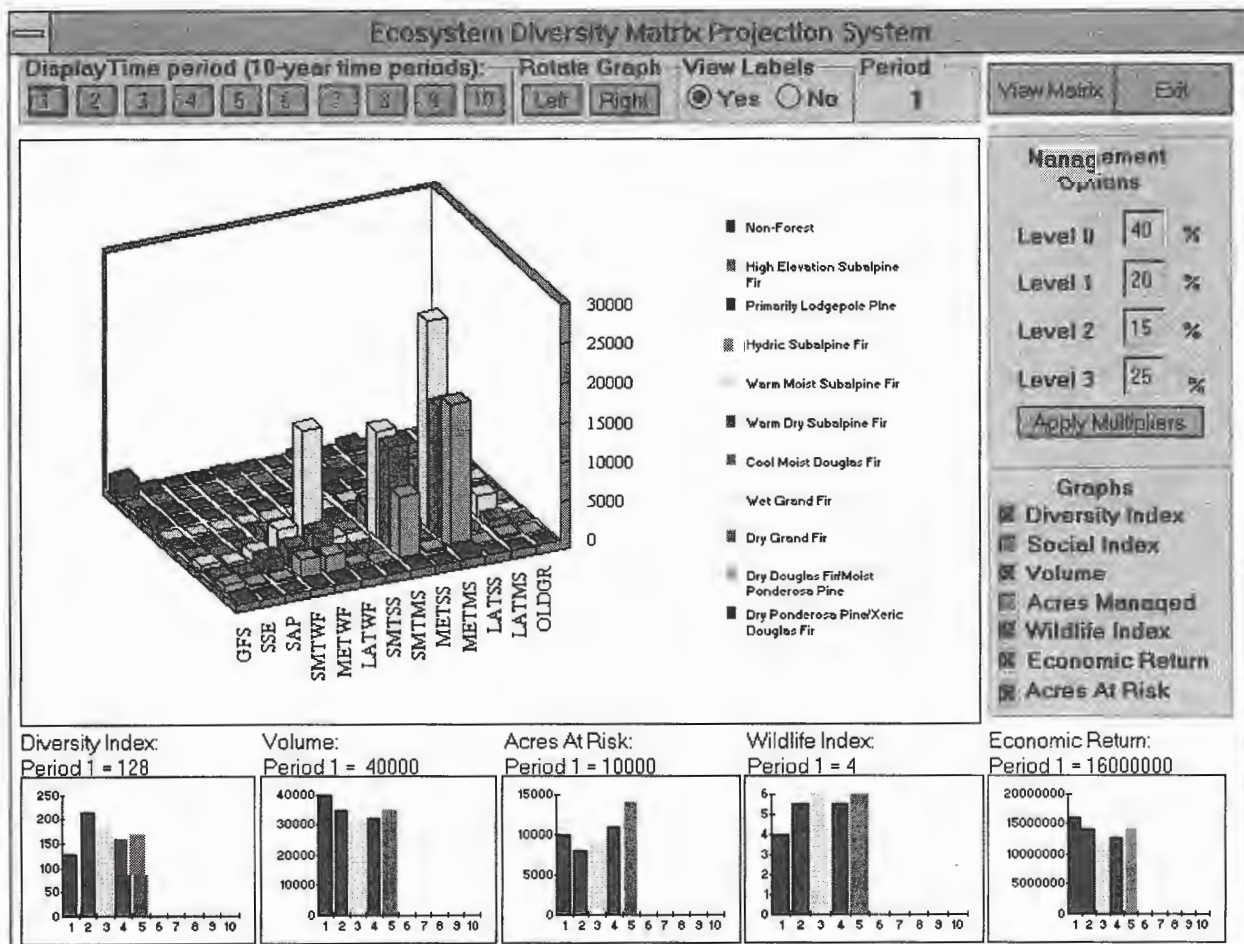 Ecosystem Diversity Matrix Projection System
Display Time period (10-year time periods):
1 2 3 4 5 6 7 8 9 10
Rotate Graph
Left Right
View Labels
Yes No
Period
1
View Matrix Exit
Management
Options
Level 0 40 %
Level 1 20 %
Level 2 15 %
Level 3 25 %
Apply Multipliers
Graphs
Diversity Index
Social Index
Volume
Acres Managed
Wildlife Index
Economic Return
Acres At Risk
30000
25000
20000
15000
10000
5000
0
GFS
SSE
SAP
SMTWF
METWF
LATWF
SMTSS
SMTMS
METSS
METMS
LATSS
LATMS
OLDGR
Non-Forest
High Elevation Subalpine
Fir
Primarily Lodgepole Pine
Hydric Subalpine Fir
Warm Moist Subalpine Fir
Warm Dry Subalpine Fir
Cool Moist Douglas Fir
Wet Grand Fir
Dry Grand Fir
Dry Douglas Fir/Moist
Ponderosa Pine
Dry Ponderosa Pine/Xeric
Douglas Fir
Diversity Index:
Period 1 = 128
250
200
150
100
50
0
1 2 3 4 5 6 7 8 9 10
Volume:
Period 1 = 40000
40000
30000
20000
10000
0
1 2 3 4 5 6 7 8 9 10
Acres At Risk:
Period 1 = 10000
15000
10000
5000
0
1 2 3 4 5 6 7 8 9 10
Wildlife Index:
Period 1 = 4
6
5
4
3
2
1
0
1 2 3 4 5 6 7 8 9 10
Economic Return:
Period 1 = 16000000
20000000
15000000
10000000
5000000
0
1 2 3 4 5 6 7 8 9 10